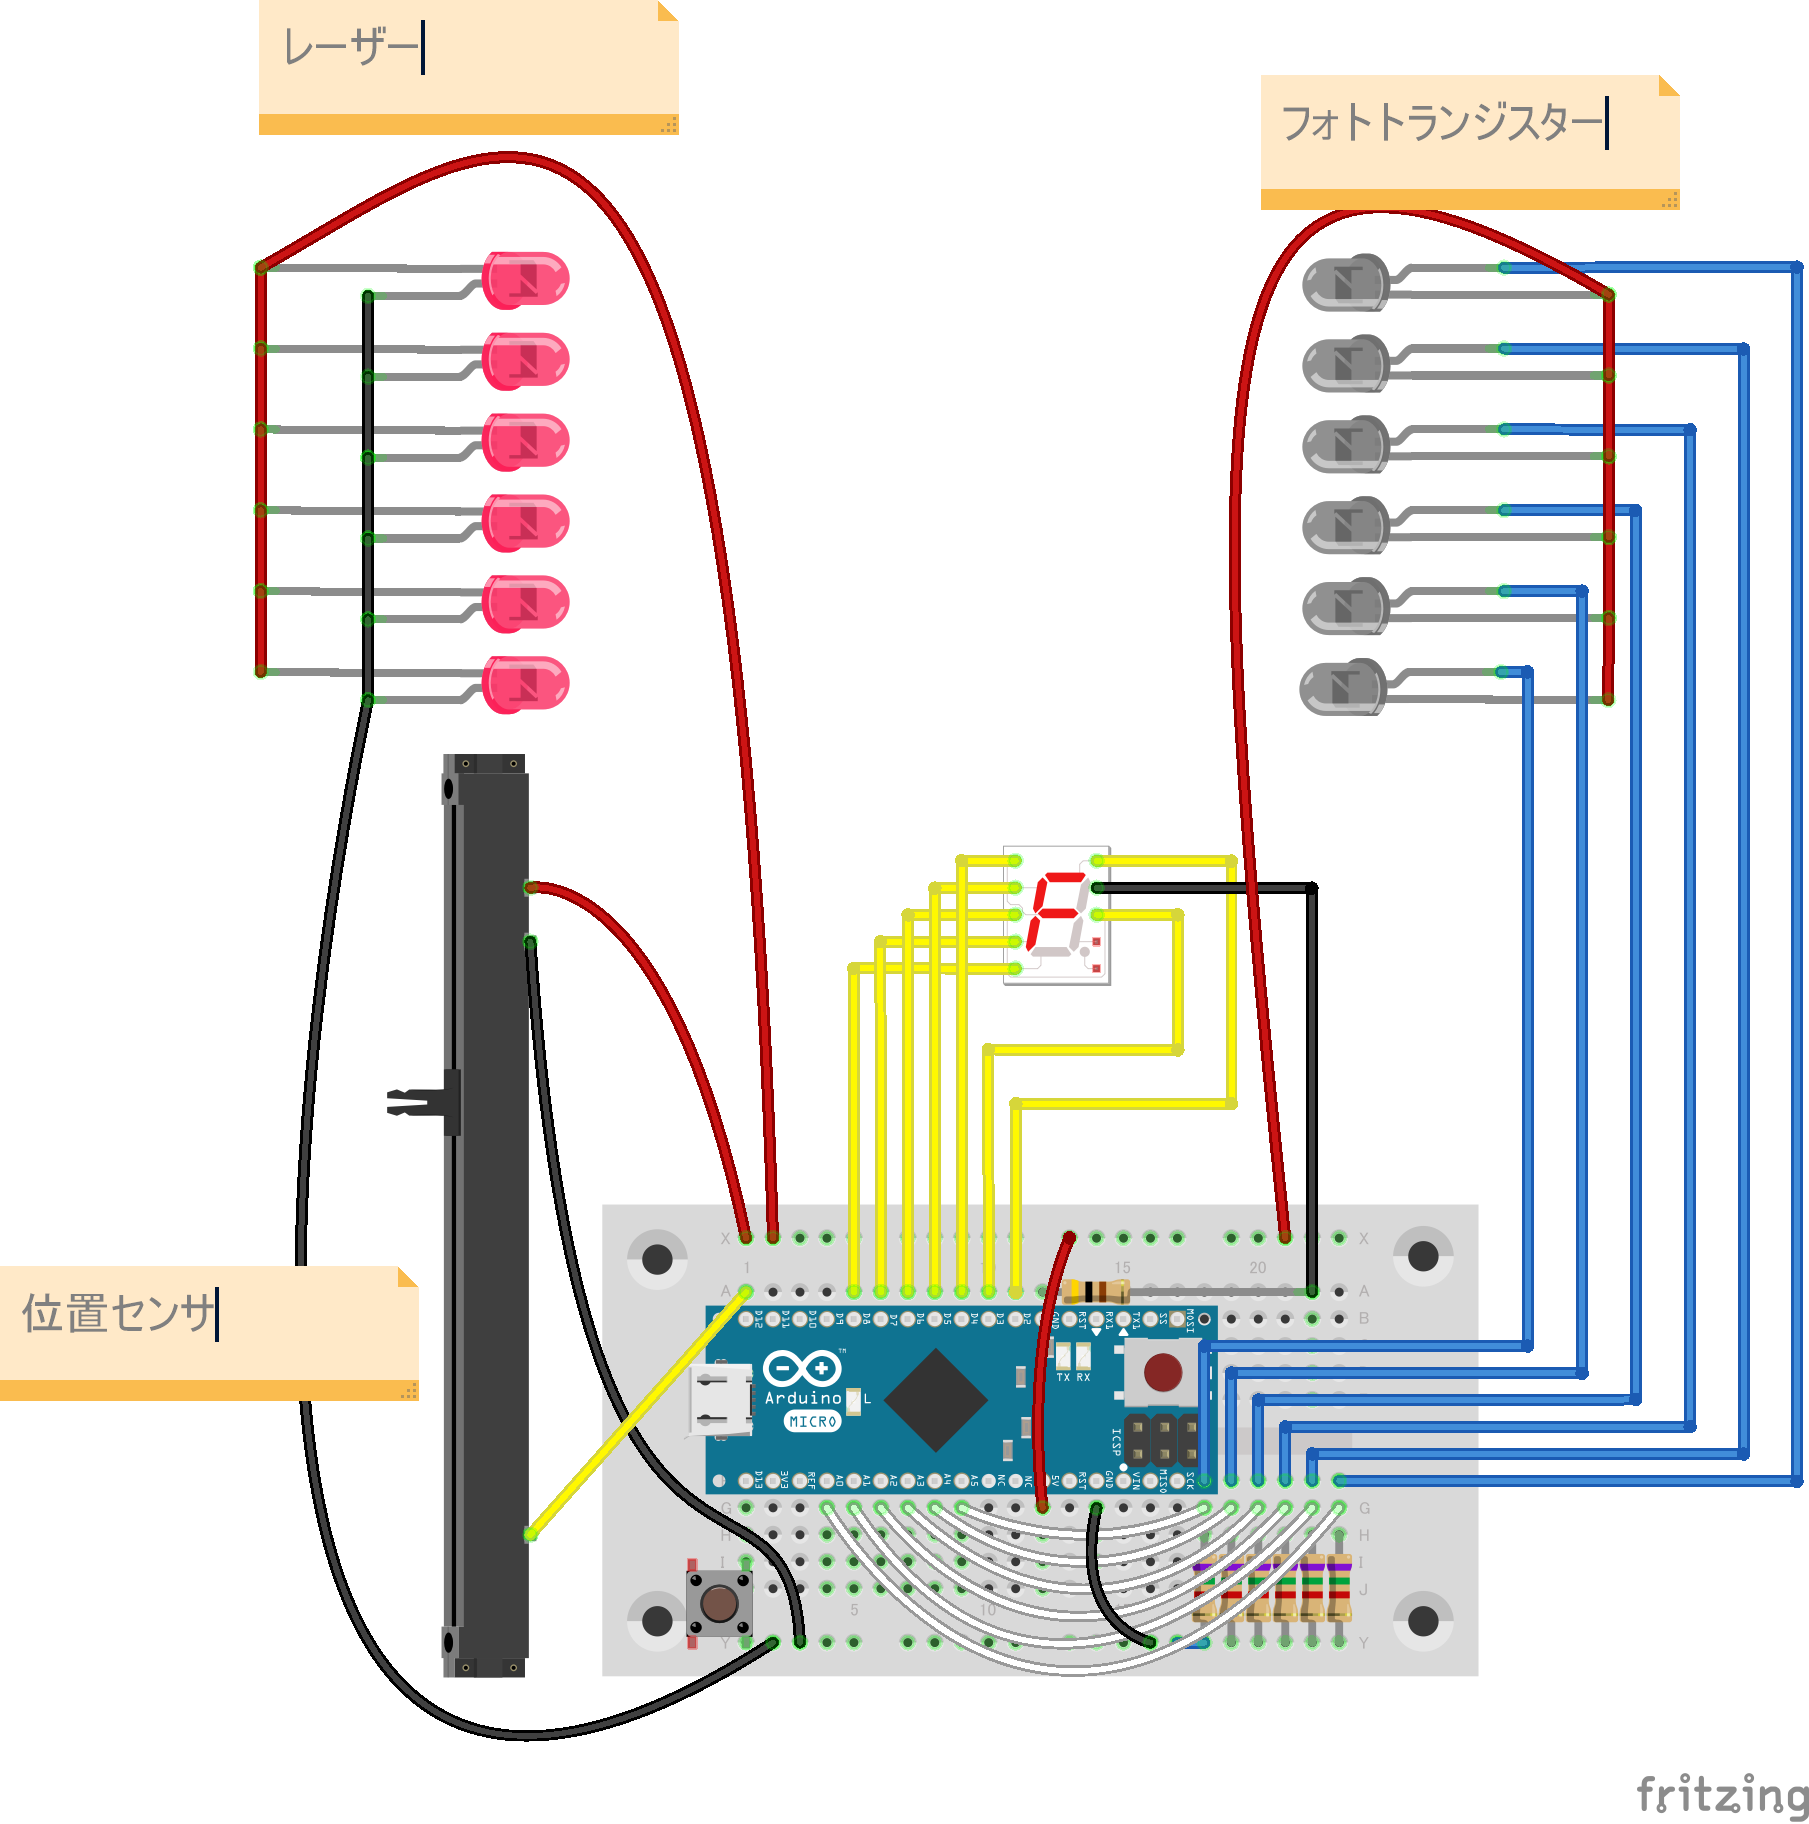 レーザー
フォトトランジスター
位置センサ
X
1
15
20
X
A
A
B
D12
D11
D10
D9
D8
D7
D6
D5
D4
D3
D2
GND
RST
RX1
TX1
SS
MOSI
TM
Arduino
MICRO
L
TX RX
ICSP
D13
3V3
REF
A0
A1
A2
A3
A4
A5
NC
NC
5V
RST
GND
VIN
MISO
SCK
G
G
H
H
I
I
J
5
10
Y
Y
fritzing